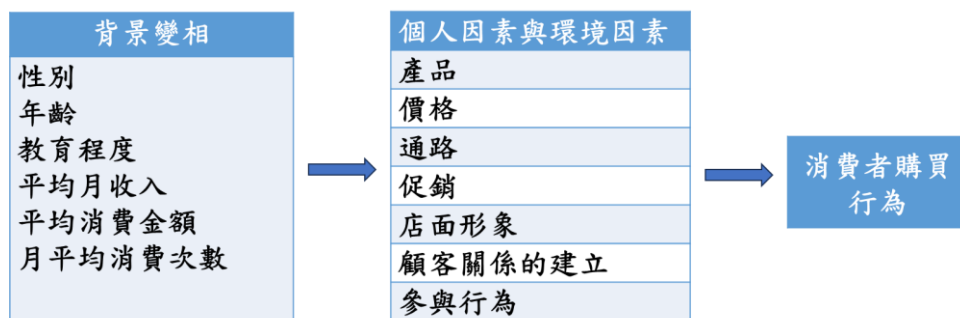 背景變相
性別
年齡
教育程度
平均月收入
平均消費金額
月平均消費次數
個人因素與環境因素
產品
價格
通路
促銷
店面形象
顧客關係的建立
參與行為
消費者購買
行為